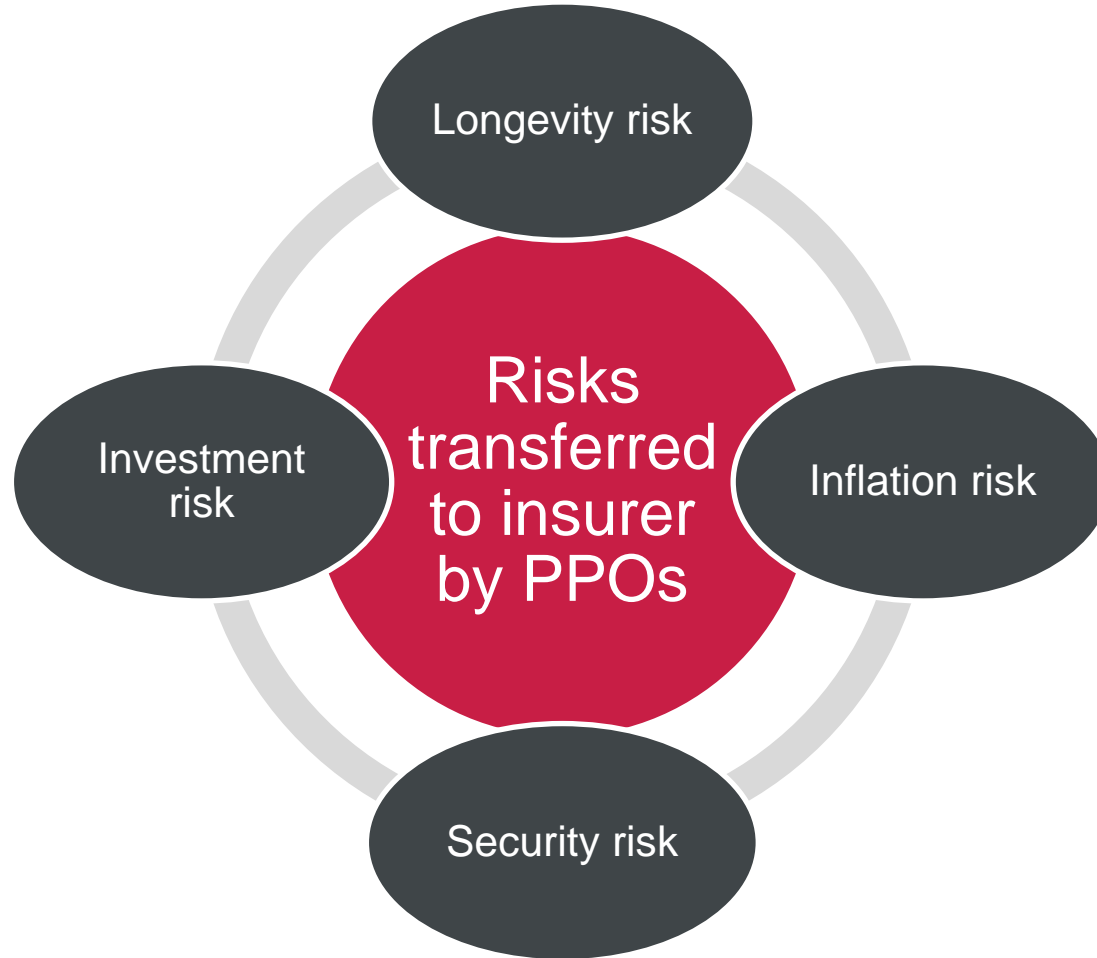 Longevity risk
Risks
transferred
to insurer
by PPOs
Investment
risk
Inflation risk
Security risk